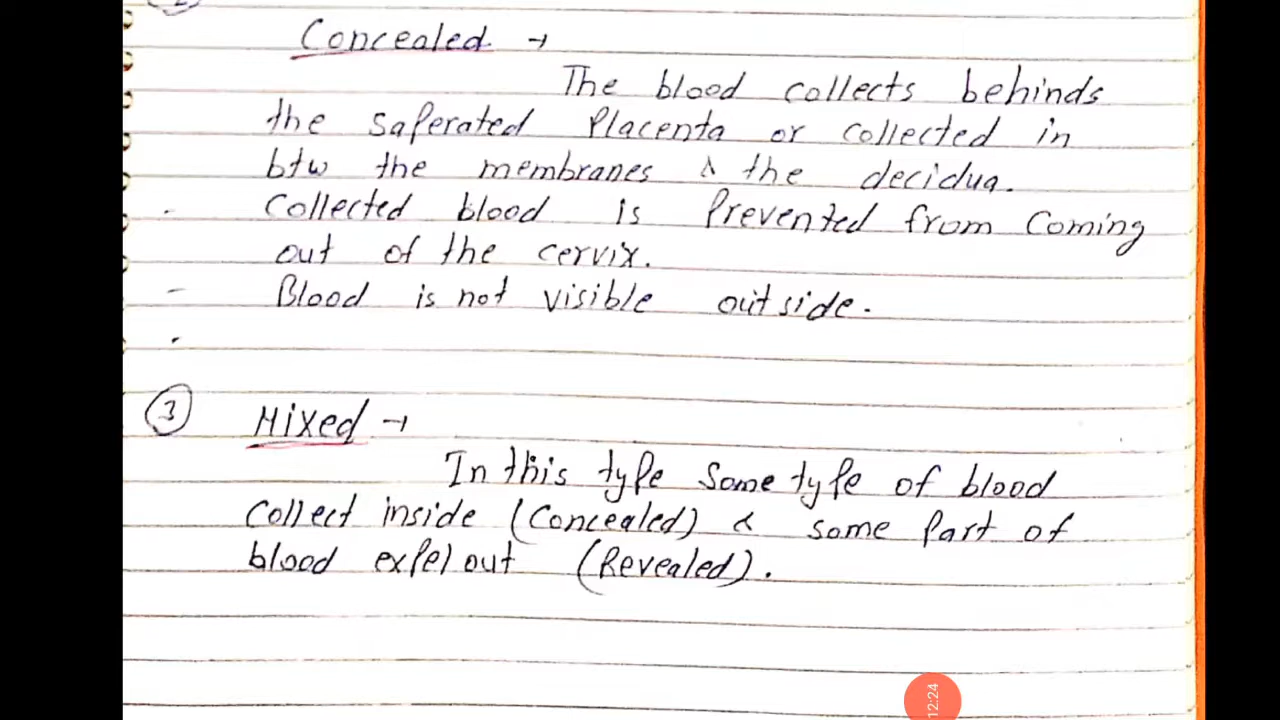 Concealed →
The blood collects behinds
the saperated Placenta or collected in
btw the membranes & the decidua.
- Collected blood is Prevented from Coming
out of the cervix.
- Blood is not visible outside.
③ Mixed →
In this type Some type of blood
Collect inside (Concealed) & some Part of
blood expel out (Revealed).
12:24